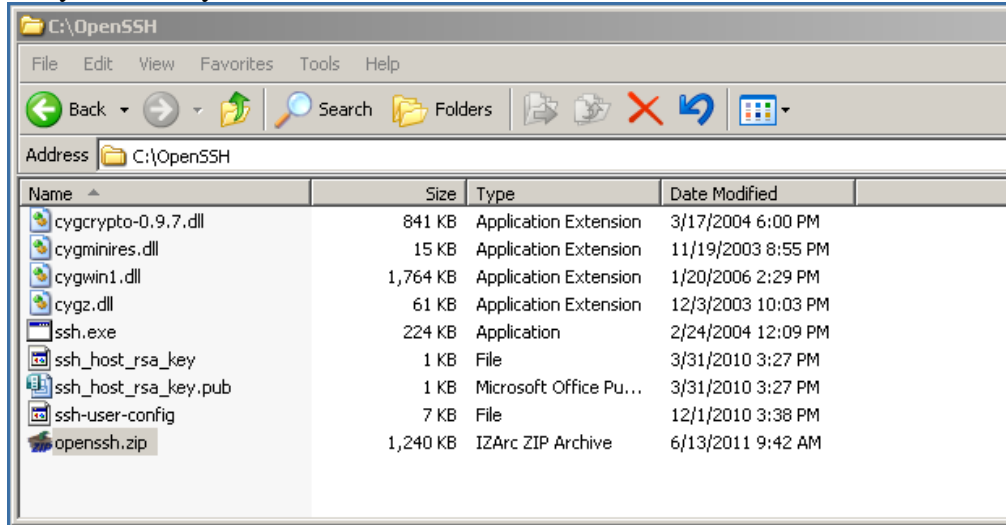 C:\OpenSSH
File Edit View Favorites Tools Help
Back Search Folders
Address C:\OpenSSH
Name Size Type Date Modified
cygcrypto-0.9.7.dll 841 KB Application Extension 3/17/2004 6:00 PM
cygminires.dll 15 KB Application Extension 11/19/2003 8:55 PM
cygwin1.dll 1,764 KB Application Extension 1/20/2006 2:29 PM
cygz.dll 61 KB Application Extension 12/3/2003 10:03 PM
ssh.exe 224 KB Application 2/24/2004 12:09 PM
ssh_host_rsa_key 1 KB File 3/31/2010 3:27 PM
ssh_host_rsa_key.pub 1 KB Microsoft Office Pu... 3/31/2010 3:27 PM
ssh-user-config 7 KB File 12/1/2010 3:38 PM
openssh.zip 1,240 KB IZArc ZIP Archive 6/13/2011 9:42 AM